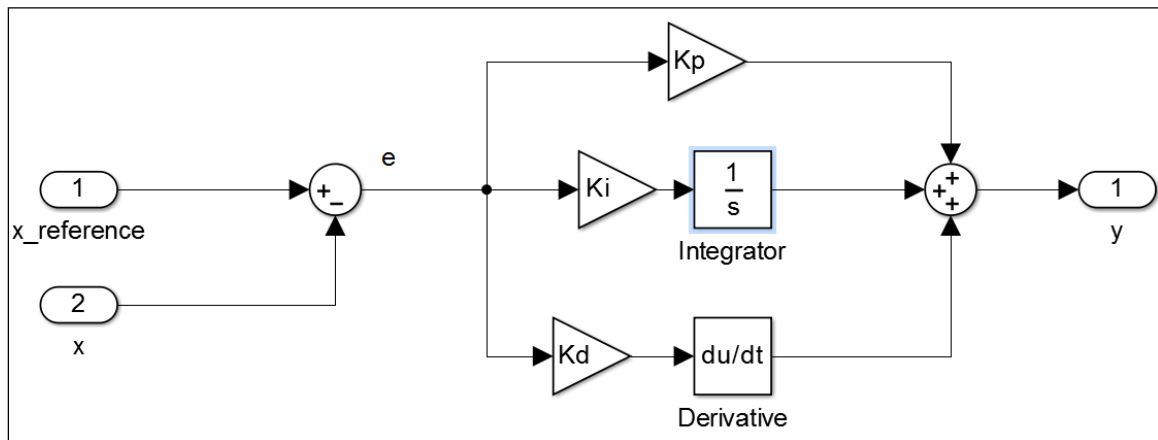 Kp
e
1
x_reference
+
−
Ki
1
s
Integrator
+
+
+
1
y
2
x
Kd
du/dt
Derivative